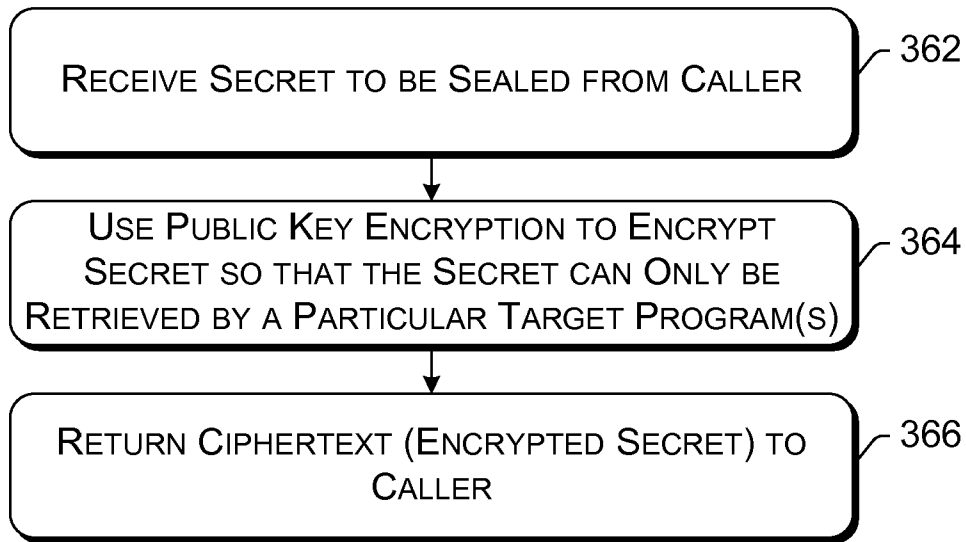 RECEIVE SECRET TO BE SEALED FROM CALLER
362
USE PUBLIC KEY ENCRYPTION TO ENCRYPT
SECRET SO THAT THE SECRET CAN ONLY BE
RETRIEVED BY A PARTICULAR TARGET PROGRAM(S)
364
RETURN CIPHERTEXT (ENCRYPTED SECRET) TO
CALLER
366